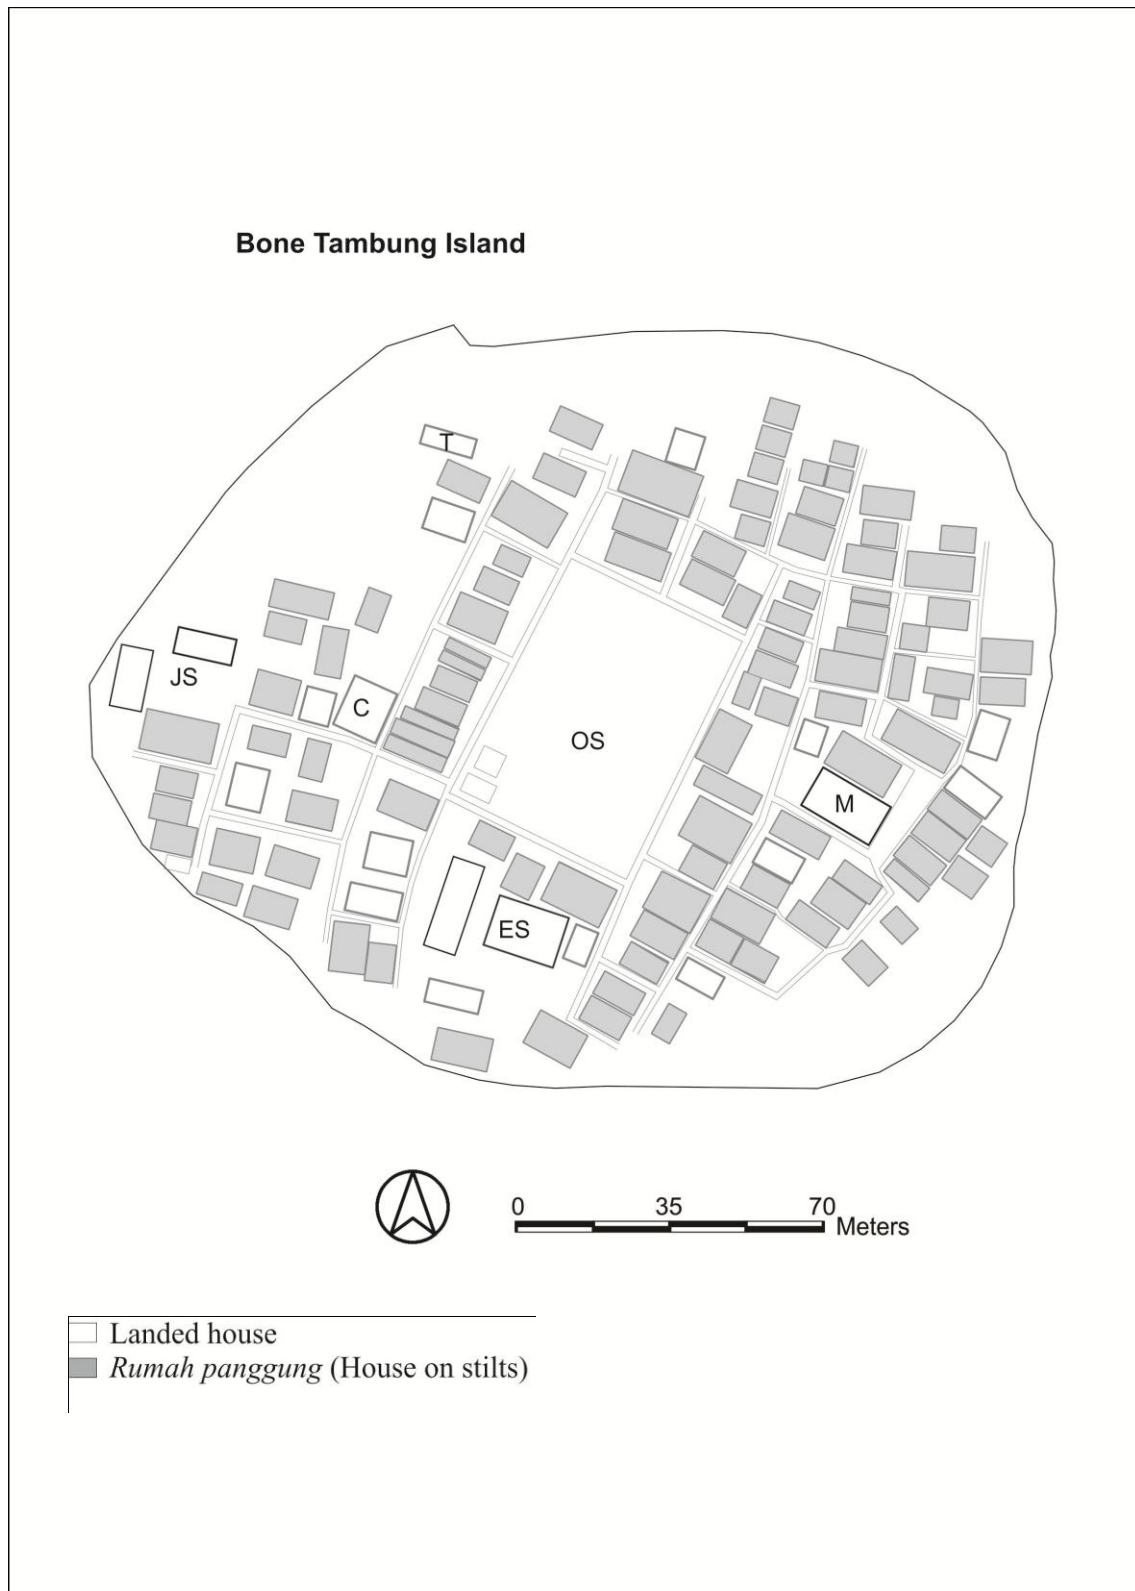 Bone Tambung Island
T
JS
C
OS
M
ES
0 35 70
Meters
Landed house
Rumah panggung (House on stilts)